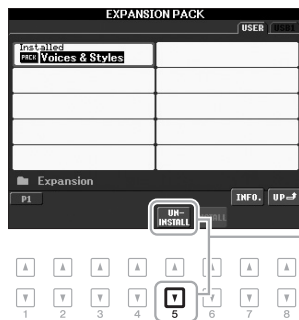 EXPANSION PACK
USER USB1
Installed
PACK Voices & Styles
Expansion
P1
INFO. UP
UN-
INSTALL
1 2 3 4 5 6 7 8